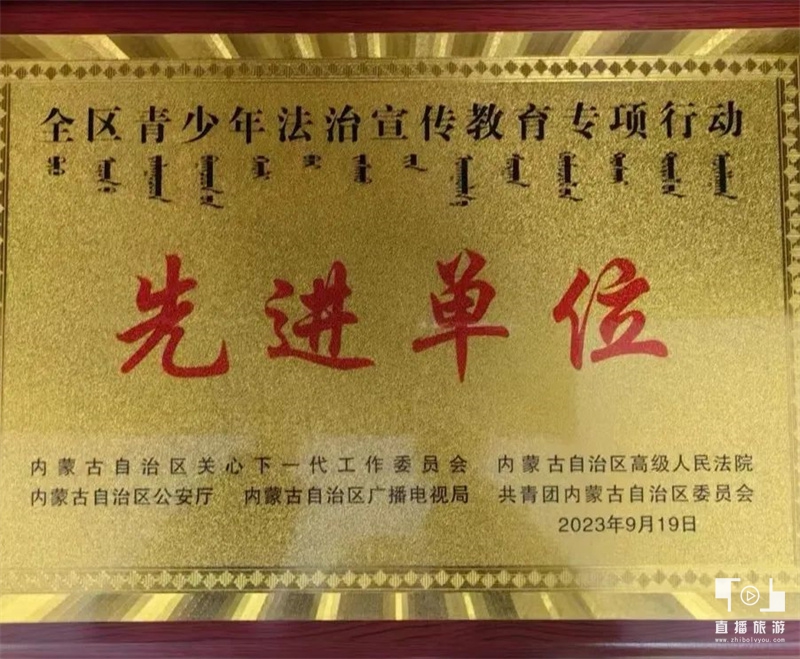 全区青少年法治宣传教育专项行动
先进单位
内蒙古自治区关心下一代工作委员会 内蒙古自治区高级人民法院
内蒙古自治区公安厅 内蒙古自治区广播电视局 共青团内蒙古自治区委员会
2023年9月19日
直播旅游
www.zhibolvyou.com